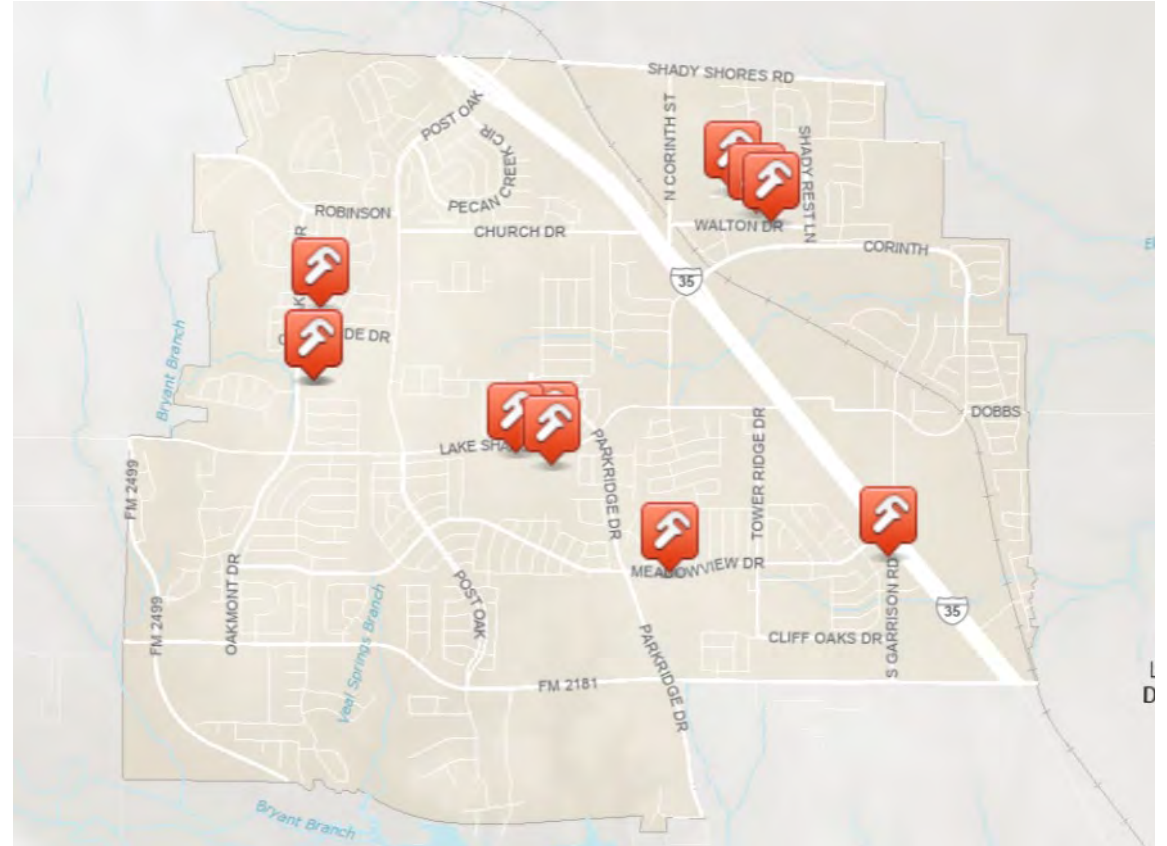 SHADY SHORES RD
POST OAK
N CORINTH ST
PECAN CREEK CIR
SHADY REST LN
ROBINSON
CHURCH DR
WALTON DR
CORINTH
35
DE DR
Bryant Branch
DOBBS
LAKE
PARKRIDGE DR
TOWER RIDGE DR
FM 2499
MEADOWVIEW DR
POST OAK
OAKMONT DR
FM 2499
Veal Springs Branch
S GARRISON RD
35
CLIFF OAKS DR
PARKRIDGE DR
FM 2181
L
D
Bryant Branch